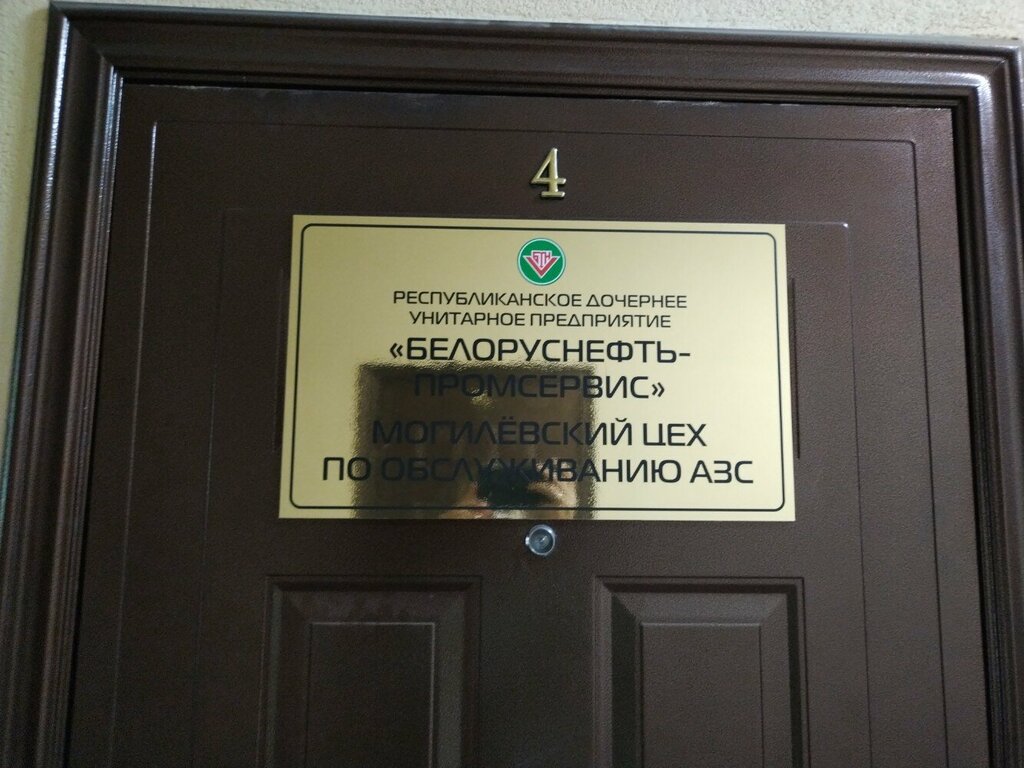 4
РЕСПУБЛИКАНСКОЕ ДОЧЕРНЕЕ
УНИТАРНОЕ ПРЕДПРИЯТИЕ
«БЕЛОРУСНЕФТЬ-
ПРОМСЕРВИС»
МОГИЛЁВСКИЙ ЦЕХ
ПО ОБСЛУЖИВАНИЮ АЗС